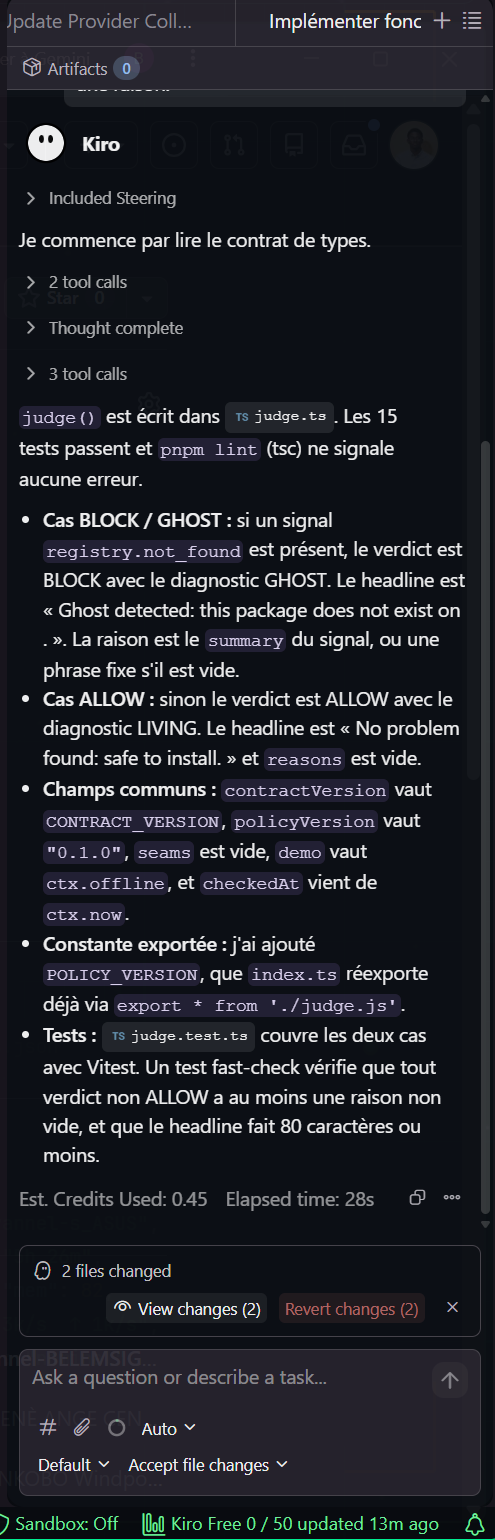 Update Provider Coll...
Implémenter fonc
Artifacts 0
une raison.
Kiro
Included Steering
Je commence par lire le contrat de types.
2 tool calls
Star 0
Thought complete
3 tool calls
judge() est écrit dans TS judge.ts. Les 15
tests passent et pnpm lint (tsc) ne signale
aucune erreur.
• Cas BLOCK / GHOST : si un signal
registry.not_found est présent, le verdict est
BLOCK avec le diagnostic GHOST. Le headline est
« Ghost detected: this package does not exist on
. ». La raison est le summary du signal, ou une
phrase fixe s'il est vide.
• Cas ALLOW : sinon le verdict est ALLOW avec le
diagnostic LIVING. Le headline est « No problem
found: safe to install. » et reasons est vide.
• Champs communs : contractVersion vaut
CONTRACT_VERSION, policyVersion vaut
"0.1.0", seams est vide, demo vaut
ctx.offline, et checkedAt vient de
ctx.now.
• Constante exportée : j'ai ajouté
POLICY_VERSION, que index.ts réexporte
déjà via export * from './judge.js'.
• Tests : TS judge.test.ts couvre les deux cas
avec Vitest. Un test fast-check vérifie que tout
verdict non ALLOW a au moins une raison non
vide, et que le headline fait 80 caractères ou
moins.
Est. Credits Used: 0.45 Elapsed time: 28s
2 files changed
View changes (2) Revert changes (2)
Ask a question or describe a task...
# Auto
Default Accept file changes
Sandbox: Off Kiro Free 0 / 50 updated 13m ago